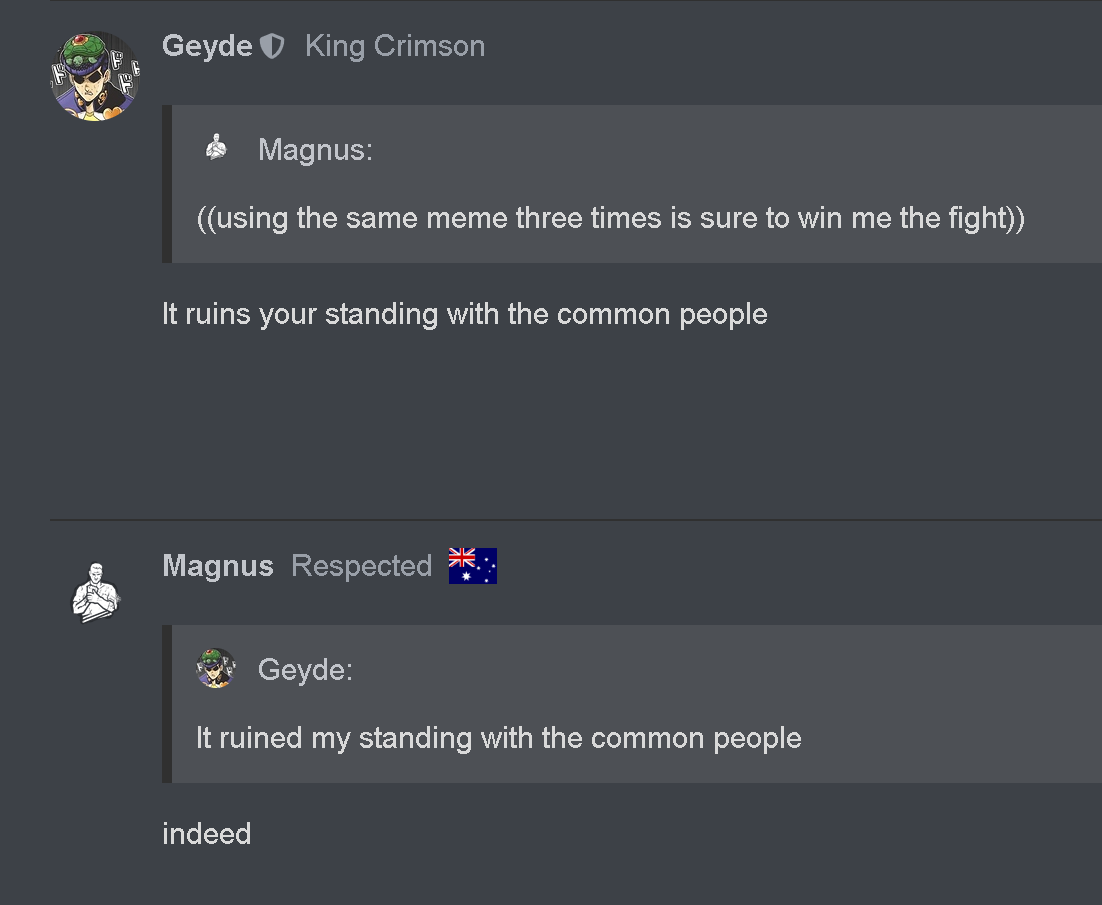 Geyde King Crimson
Magnus:
((using the same meme three times is sure to win me the fight))
It ruins your standing with the common people
Magnus Respected
Geyde:
It ruined my standing with the common people
indeed